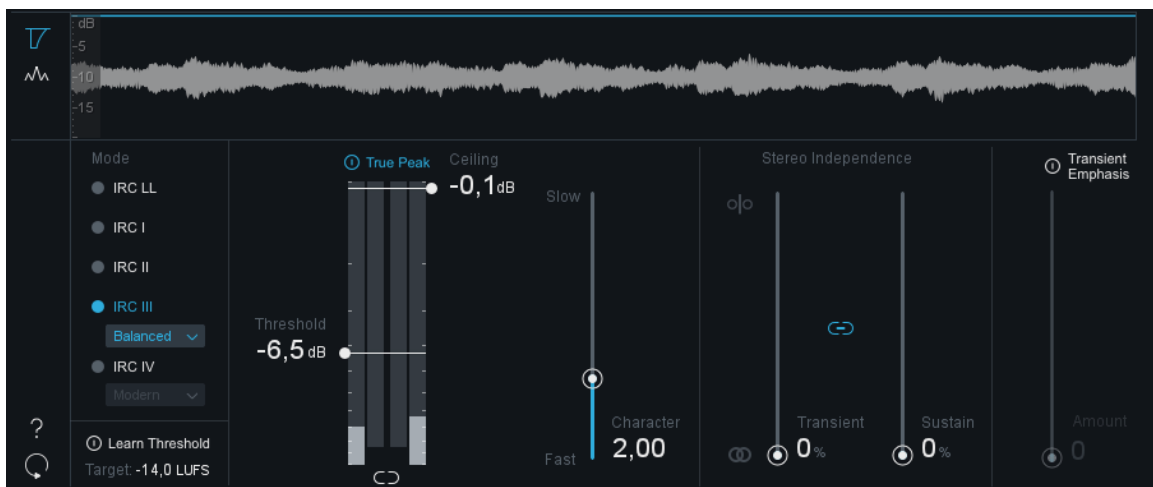 dB
-5
-10
-15
Mode
IRC LL
IRC I
IRC II
IRC III
Balanced
IRC IV
Modern
Learn Threshold
Target: -14,0 LUFS
True Peak
Ceiling
-0,1dB
Threshold
-6,5 dB
Slow
Character
2,00
Fast
Stereo Independence
Transient
0%
Sustain
0%
Transient
Emphasis
Amount
0
?